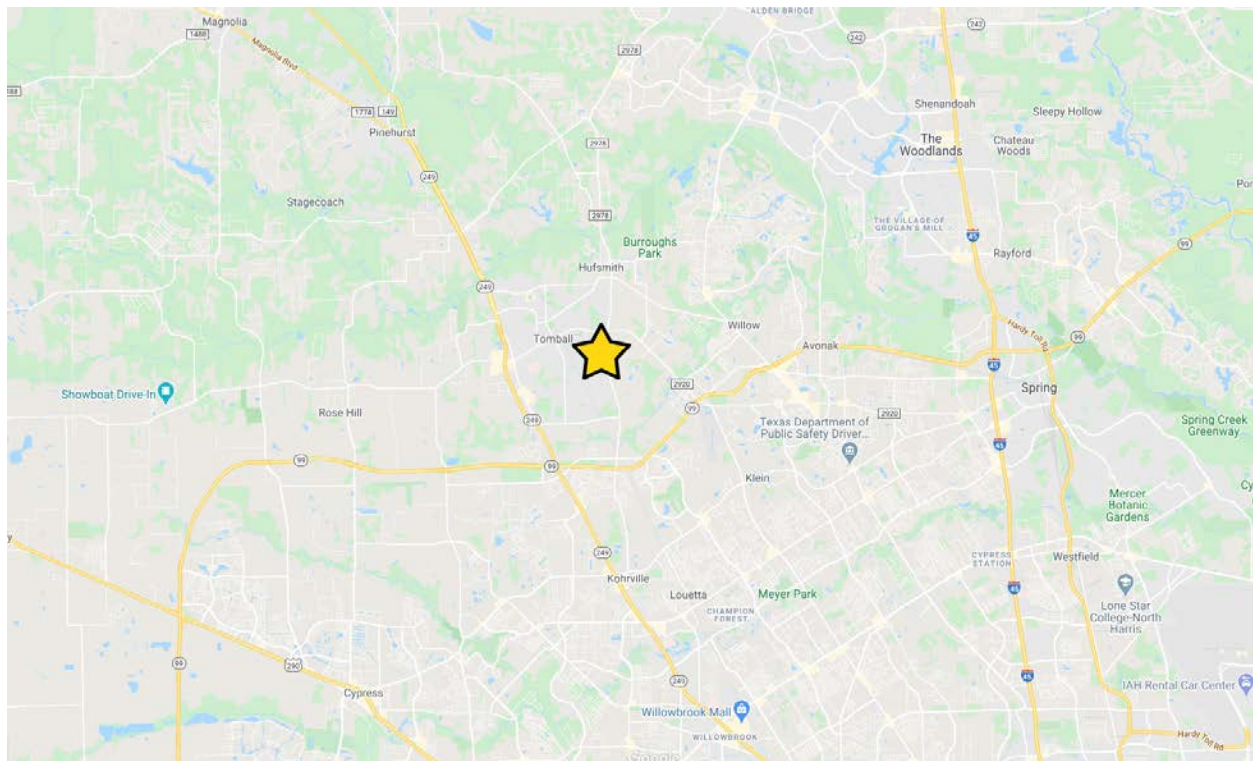 ALDEN BRIDGE
Magnolia
242
242
1488
2978
Magnolia Blvd
2978
488
Shenandoah
Sleepy Hollow
1774
149
Pinehurst
The
Woodlands
Chateau
Woods
2978
249
Stagecoach
2978
THE VILLAGE OF
GROGAN'S MILL
45
99
Burroughs
Park
Rayford
Hufsmith
249
Willow
Hardy Toll Rd
99
Tomball
Avonak
45
Showboat Drive-In
2920
Spring
Rose Hill
99
2920
249
Texas Department of
Public Safety Driver...
Spring Creek
Greenway
45
99
99
Klein
Mercer
Botanic
Gardens
249
CYPRESS
STATION
Westfield
Kohrville
45
Louetta
Meyer Park
CHAMPION
FOREST
Lone Star
College-North
Harris
99
290
249
45
IAH Rental Car Center
Cypress
Willowbrook Mall
WILLOWBROOK
Hardy Toll Rd